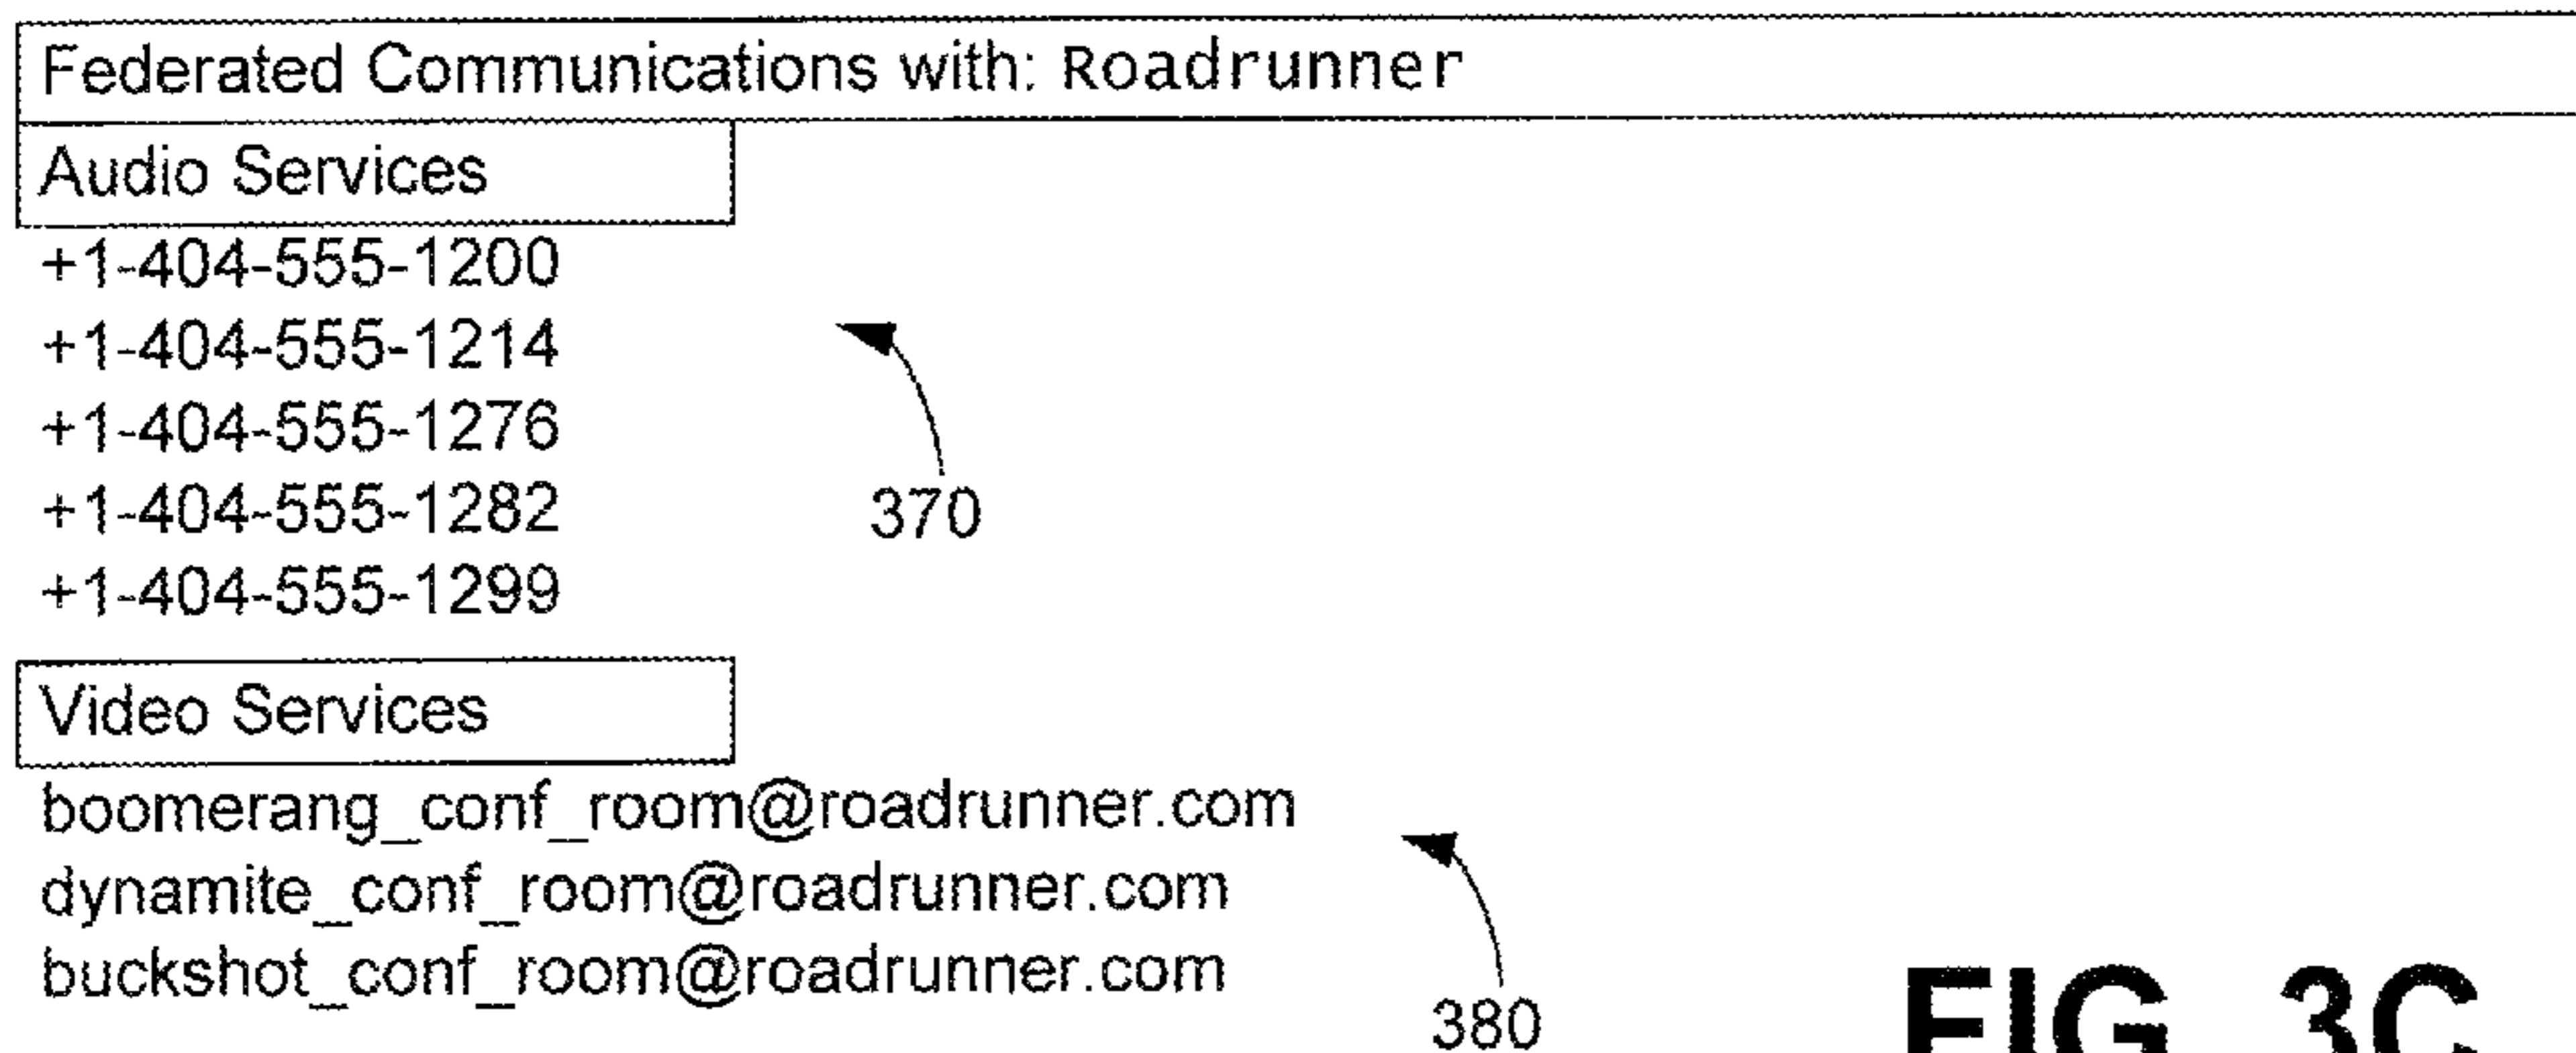 Federated Communications with: Roadrunner
Audio Services
+1-404-555-1200
+1-404-555-1214
+1-404-555-1276
+1-404-555-1282
+1-404-555-1299
370
Video Services
boomerang_conf_room@roadrunner.com
dynamite_conf_room@roadrunner.com
buckshot_conf_room@roadrunner.com
380
FIG. 3C